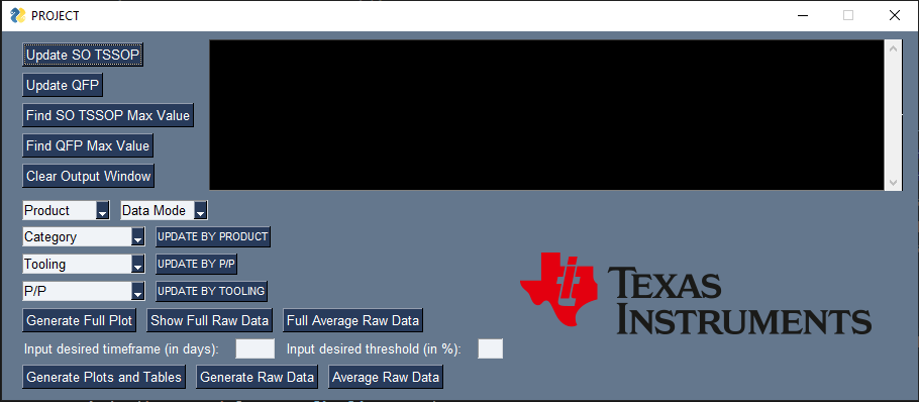 PROJECT
Update SO TSSOP
Update QFP
Find SO TSSOP Max Value
Find QFP Max Value
Clear Output Window
Product Data Mode
Category UPDATE BY PRODUCT
Tooling UPDATE BY P/P
P/P UPDATE BY TOOLING
TEXAS
INSTRUMENTS
Generate Full Plot Show Full Raw Data Full Average Raw Data
Input desired timeframe (in days): Input desired threshold (in %):
Generate Plots and Tables Generate Raw Data Average Raw Data